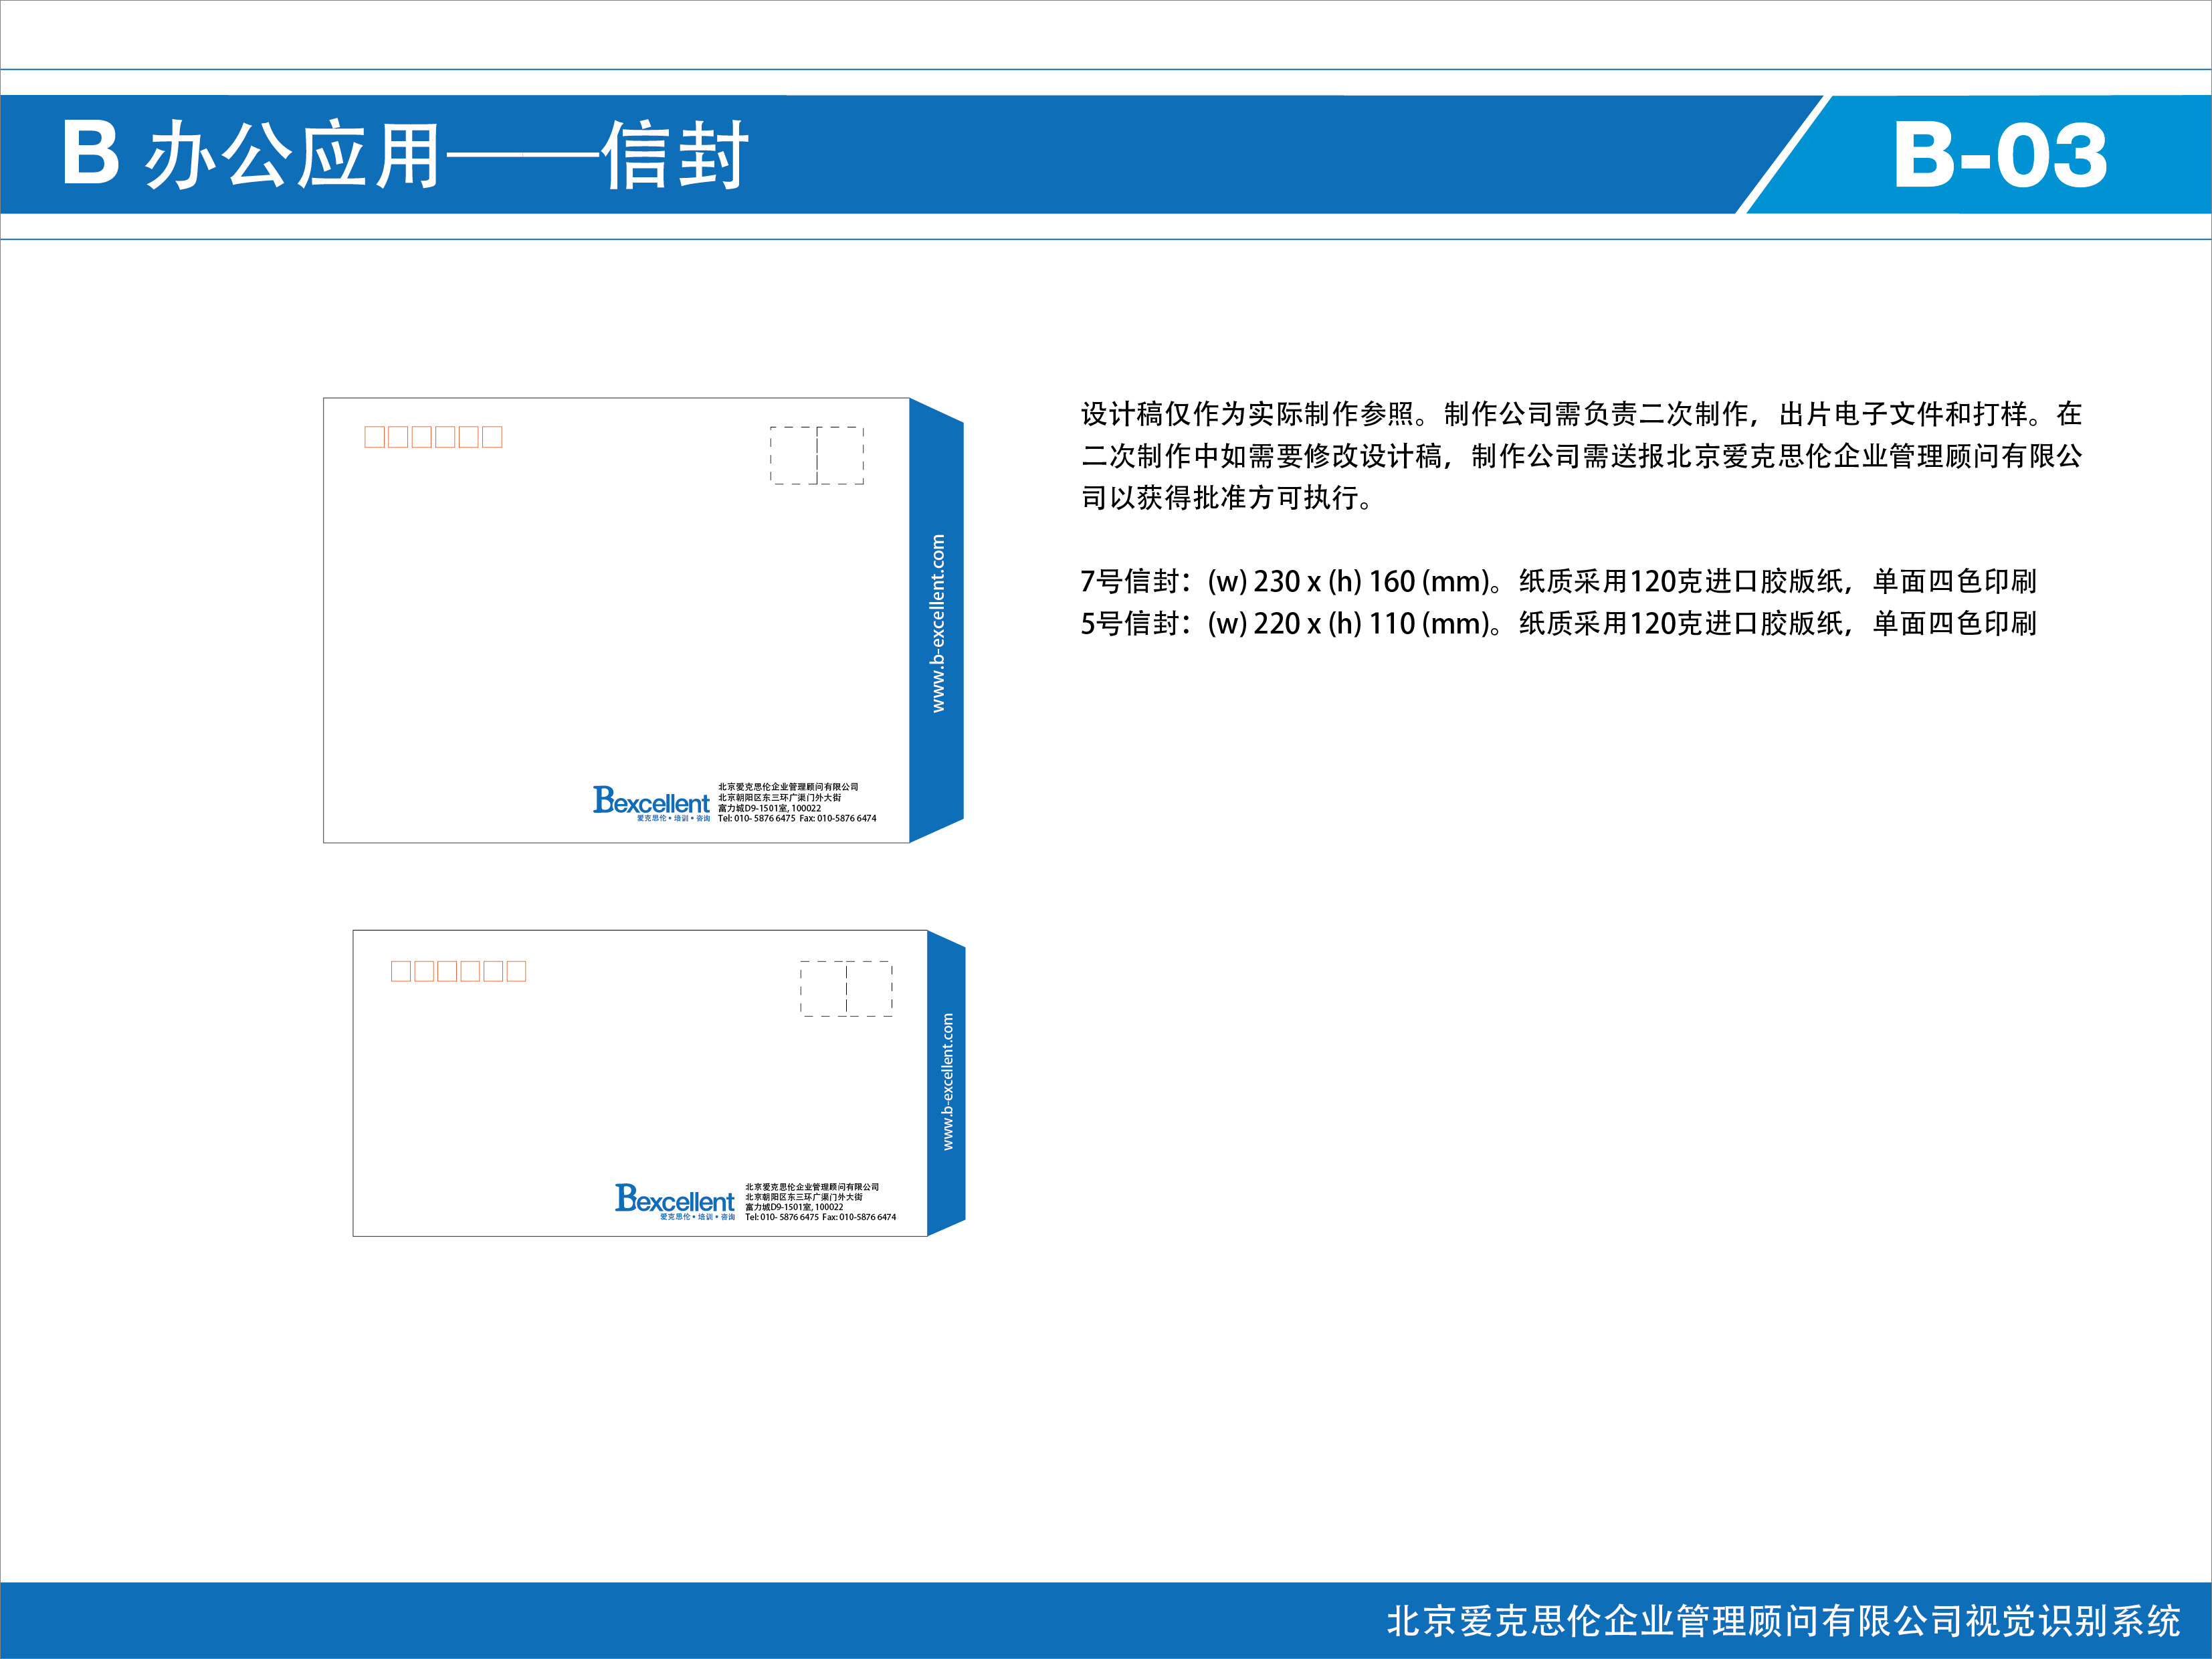 B 办公应用——信封
B-03
设计稿仅作为实际制作参照。制作公司需负责二次制作，出片电子文件和打样。在
二次制作中如需要修改设计稿，制作公司需送报北京爱克思伦企业管理顾问有限公
司以获得批准方可执行。
7号信封：(w) 230 x (h) 160 (mm)。纸质采用120克进口胶版纸，单面四色印刷
5号信封：(w) 220 x (h) 110 (mm)。纸质采用120克进口胶版纸，单面四色印刷
www.b-excellent.com
Bexcellent
爱克思伦•培训•咨询
北京爱克思伦企业管理顾问有限公司
北京朝阳区东三环广渠门外大街
富力城D9-1501室, 100022
Tel: 010- 5876 6475 Fax: 010-5876 6474
www.b-excellent.com
Bexcellent
爱克思伦•培训•咨询
北京爱克思伦企业管理顾问有限公司
北京朝阳区东三环广渠门外大街
富力城D9-1501室, 100022
Tel: 010- 5876 6475 Fax: 010-5876 6474
北京爱克思伦企业管理顾问有限公司视觉识别系统